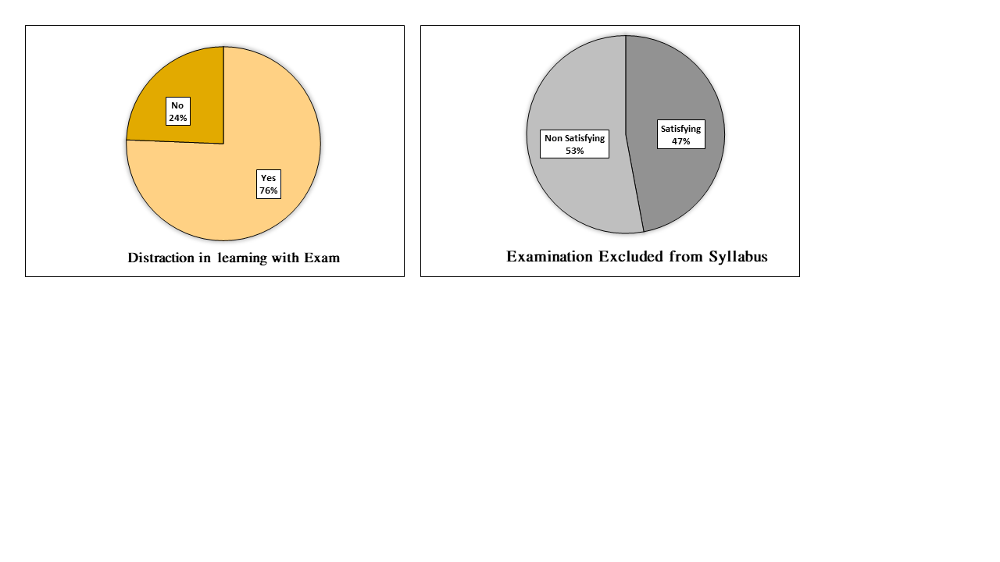 No
24%
Yes
76%
Distraction in learning with Exam
Non Satisfying
53%
Satisfying
47%
Examination Excluded from Syllabus